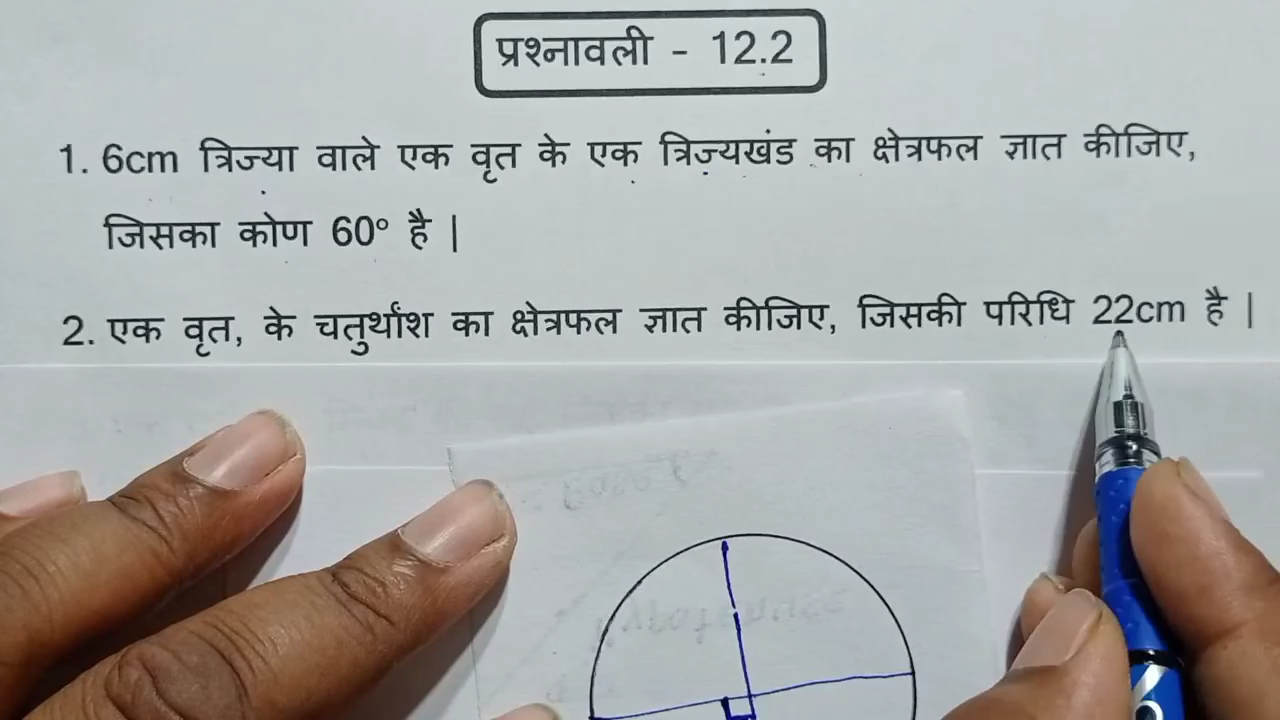 प्रश्नावली - 12.2
1. 6cm त्रिज्या वाले एक वृत के एक त्रिज्यखंड का क्षेत्रफल ज्ञात कीजिए,
जिसका कोण 60° है |
2. एक वृत, के चतुर्थांश का क्षेत्रफल ज्ञात कीजिए, जिसकी परिधि 22cm है |